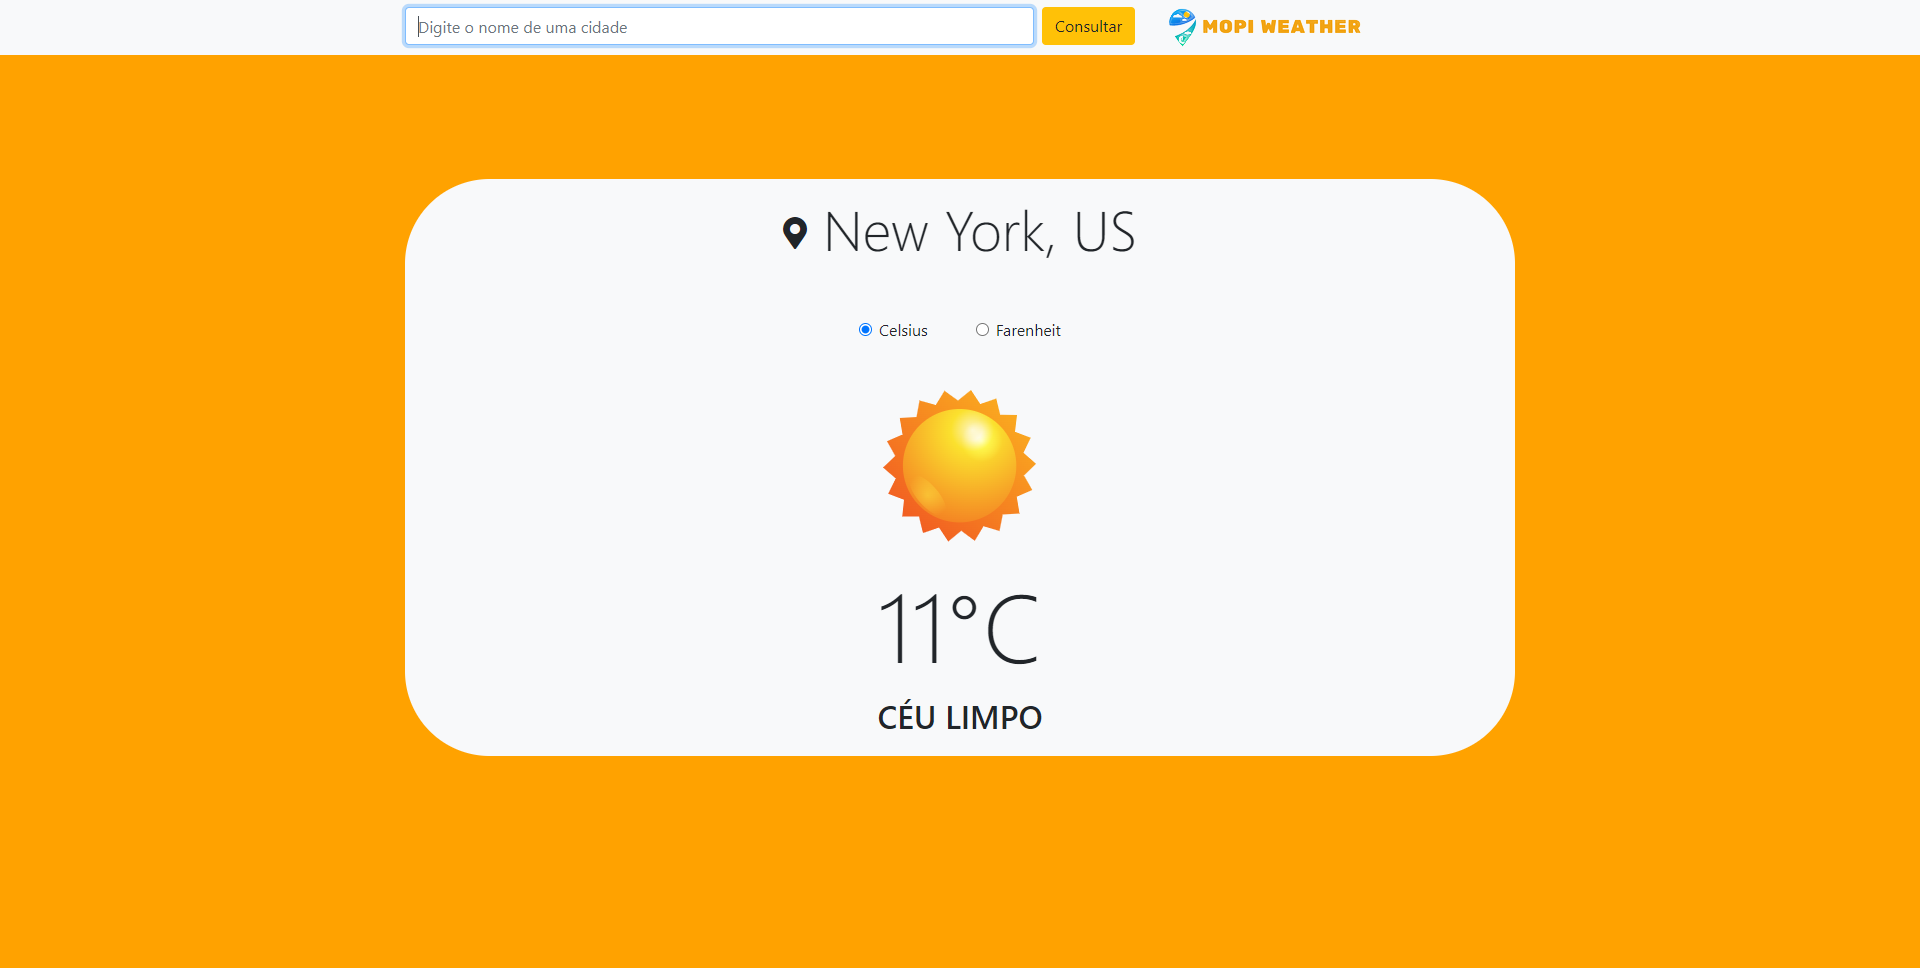 Digite o nome de uma cidade
Consultar
MOPI WEATHER
New York, US
Celsius
Farenheit
11°C
CÉU LIMPO